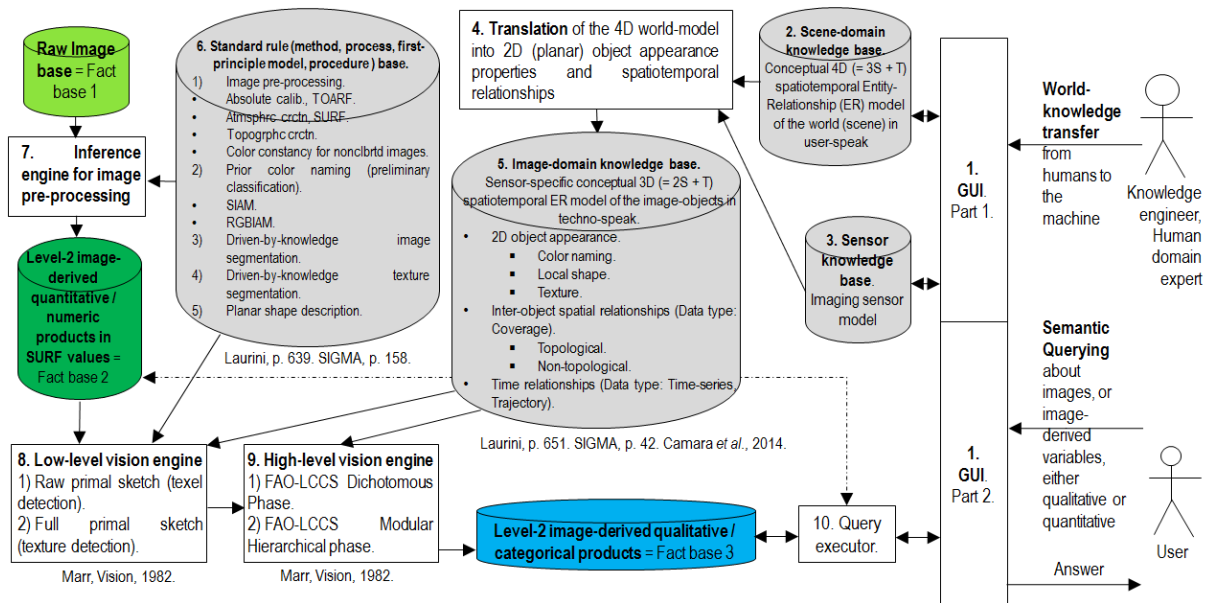 Raw Image
base = Fact
base 1
7. Inference
engine for image
pre-processing
Level-2 image-
derived
quantitative /
numeric
products in
SURF values =
Fact base 2
6. Standard rule (method, process, first-
principle model, procedure ) base.
1) Image pre-processing.
• Absolute calib., TOARF.
• Atmsphrc crctn, SURF.
• Topogrphc crctn.
• Color constancy for nonclbrtd images.
2) Prior color naming (preliminary
classification).
• SIAM.
• RGBIAM.
3) Driven-by-knowledge image
segmentation.
4) Driven-by-knowledge texture
segmentation.
5) Planar shape description.
Laurini, p. 639. SIGMA, p. 158.
4. Translation of the 4D world-model
into 2D (planar) object appearance
properties and spatiotemporal
relationships
5. Image-domain knowledge base.
Sensor-specific conceptual 3D (= 2S + T)
spatiotemporal ER model of the image-objects in
techno-speak.
• 2D object appearance.
▪ Color naming.
▪ Local shape.
▪ Texture.
• Inter-object spatial relationships (Data type:
Coverage).
▪ Topological.
▪ Non-topological.
• Time relationships (Data type: Time-series,
Trajectory).
Laurini, p. 651. SIGMA, p. 42. Camara et al., 2014.
2. Scene-domain
knowledge base.
Conceptual 4D (= 3S + T)
spatiotemporal Entity-
Relationship (ER) model
of the world (scene) in
user-speak
3. Sensor
knowledge
base.
Imaging sensor
model
1.
GUI.
Part 1.
World-
knowledge
transfer
from
humans to
the
machine
Knowledge
engineer,
Human
domain
expert
1.
GUI.
Part 2.
Semantic
Querying
about
images, or
image-
derived
variables,
either
qualitative or
quantitative
User
Answer
8. Low-level vision engine
1) Raw primal sketch (texel
detection).
2) Full primal sketch
(texture detection).
Marr, Vision, 1982.
9. High-level vision engine
1) FAO-LCCS Dichotomous
Phase.
2) FAO-LCCS Modular
Hierarchical phase.
Marr, Vision, 1982.
Level-2 image-derived qualitative /
categorical products = Fact base 3
10. Query
executor.